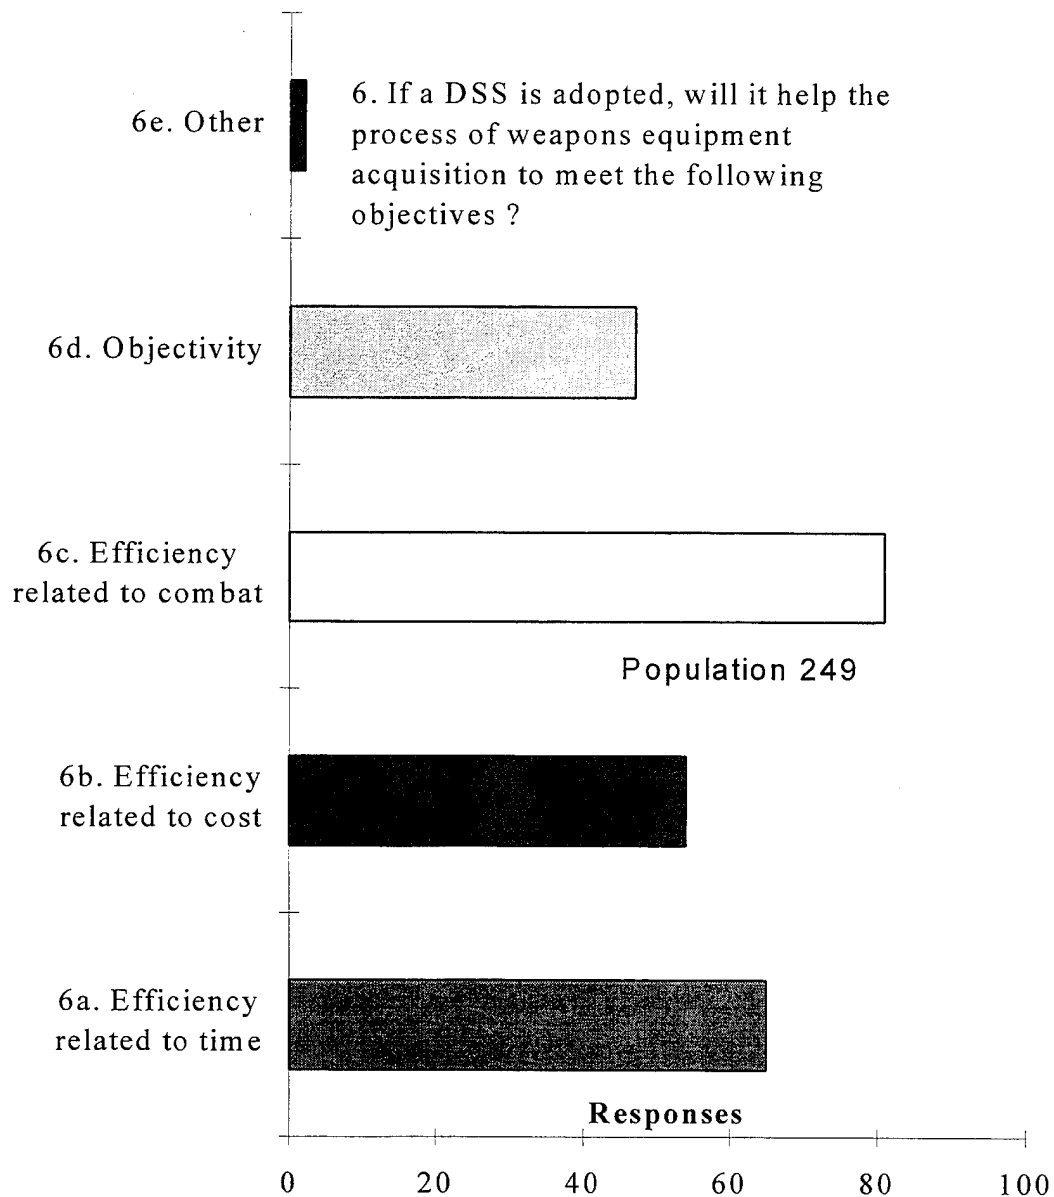 6. If a DSS is adopted, will it help the
process of weapons equipment
acquisition to meet the following
objectives ?
6e. Other
6d. Objectivity
6c. Efficiency
related to combat
Population 249
6b. Efficiency
related to cost
6a. Efficiency
related to time
Responses
0 20 40 60 80 100